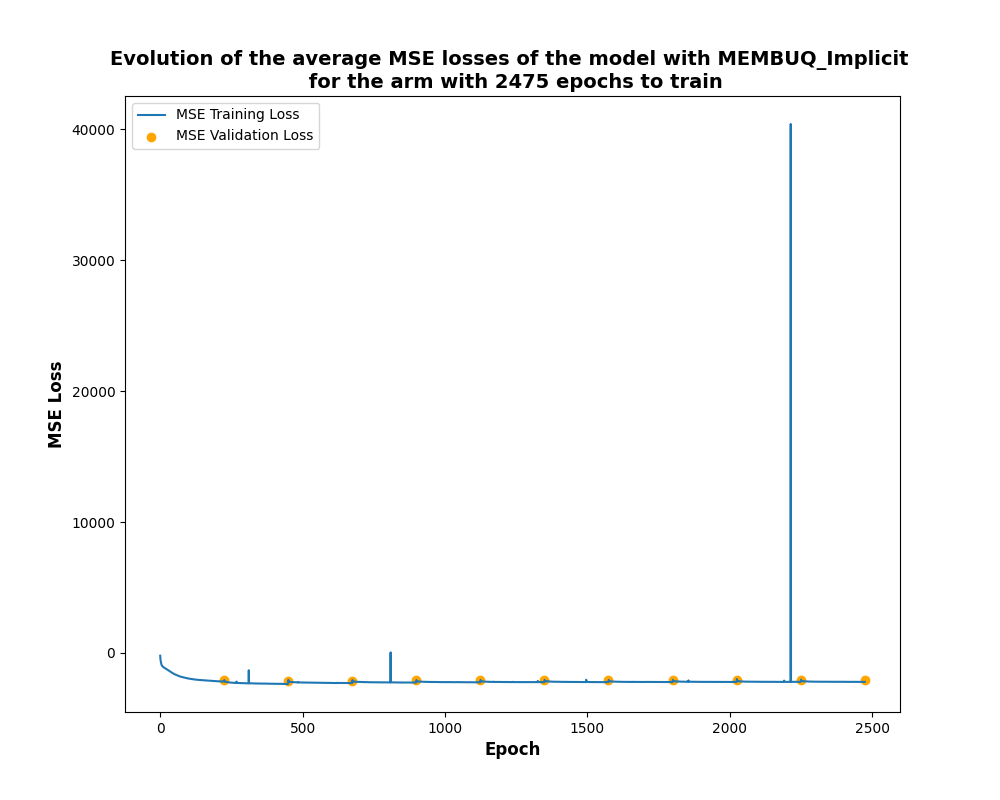 Evolution of the average MSE losses of the model with MEMBUQ_Implicit
for the arm with 2475 epochs to train
MSE Training Loss
MSE Validation Loss
40000
30000
20000
10000
0
MSE Loss
0
500
1000
1500
2000
2500
Epoch